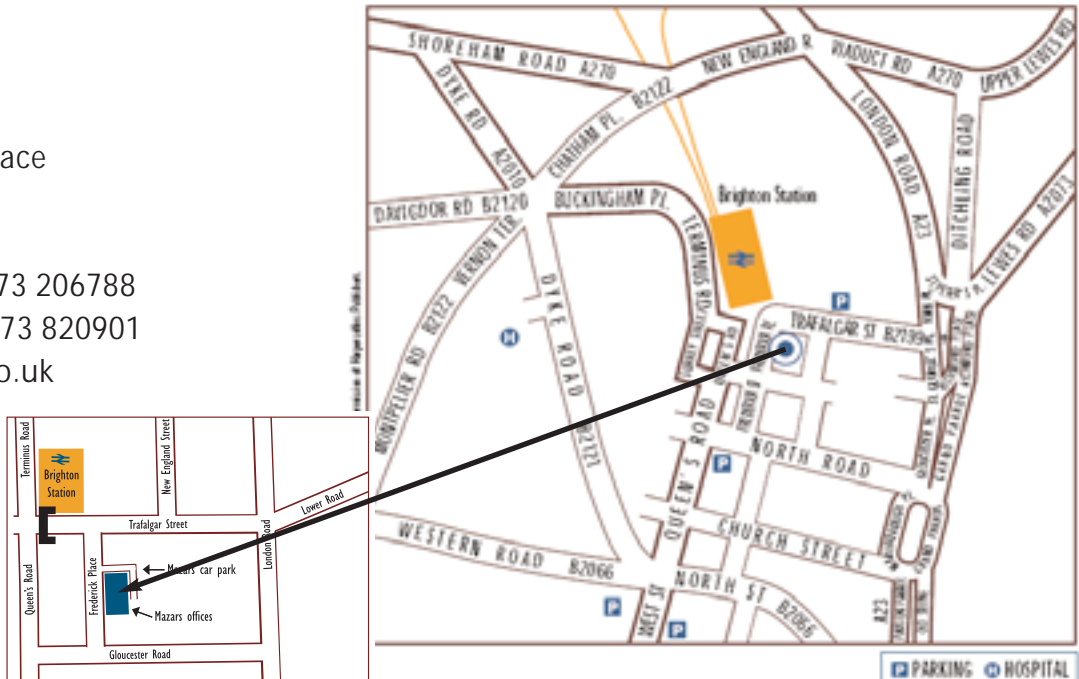 ace
73 206788
73 820901
o.uk
SHOREHAM ROAD A270
NEW ENGLAND R.
VIADUCT RD A270
UPPER LEWES RD
DYKE RD A2010
B2122
CHATHAM PL.
LONDON ROAD A23
DITCHLING ROAD
LEWES RD A2073
DAVIGDOR RD B2120
BUCKINGHAM PL.
Brighton Station
TERMINUS RD
MONTPELIER RD B2122 VERNON TER.
DYKE ROAD B2121
TRAFALGAR ST B2199
QUEEN'S ROAD
NORTH ROAD
CHURCH STREET
WESTERN ROAD B2066
NORTH ST B2066
WEST ST
A23
P
H
P
P
P
P PARKING H HOSPITAL
Terminus Road
New England Street
Brighton
Station
Lower Road
Trafalgar Street
London Road
Queen's Road
Frederick Place
Mazars car park
Mazars offices
Gloucester Road